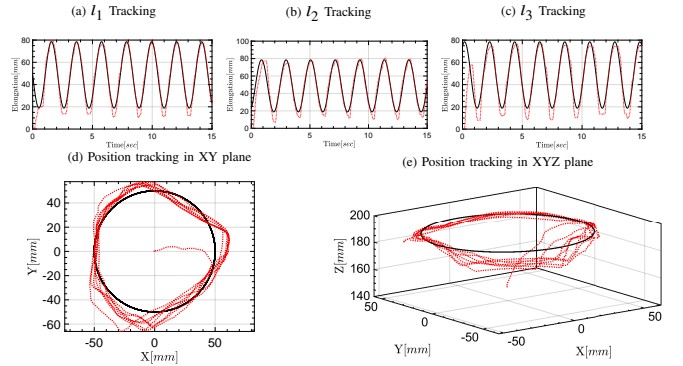 (a) l₁ Tracking
(b) l₂ Tracking
(c) l₃ Tracking
Elongation[mm]
80
60
40
20
0
0 5 10 15
Time[sec]
Elongation[mm]
100
80
60
40
20
0
0 5 10 15
Time[sec]
Elongation[mm]
80
60
40
20
0
0 5 10 15
Time[sec]
(d) Position tracking in XY plane
Y[mm]
40
20
0
-20
-40
-60
-50 0 50
X[mm]
(e) Position tracking in XYZ plane
Z[mm]
200
180
160
140
50
0
-50
Y[mm]
-50
0
50
X[mm]